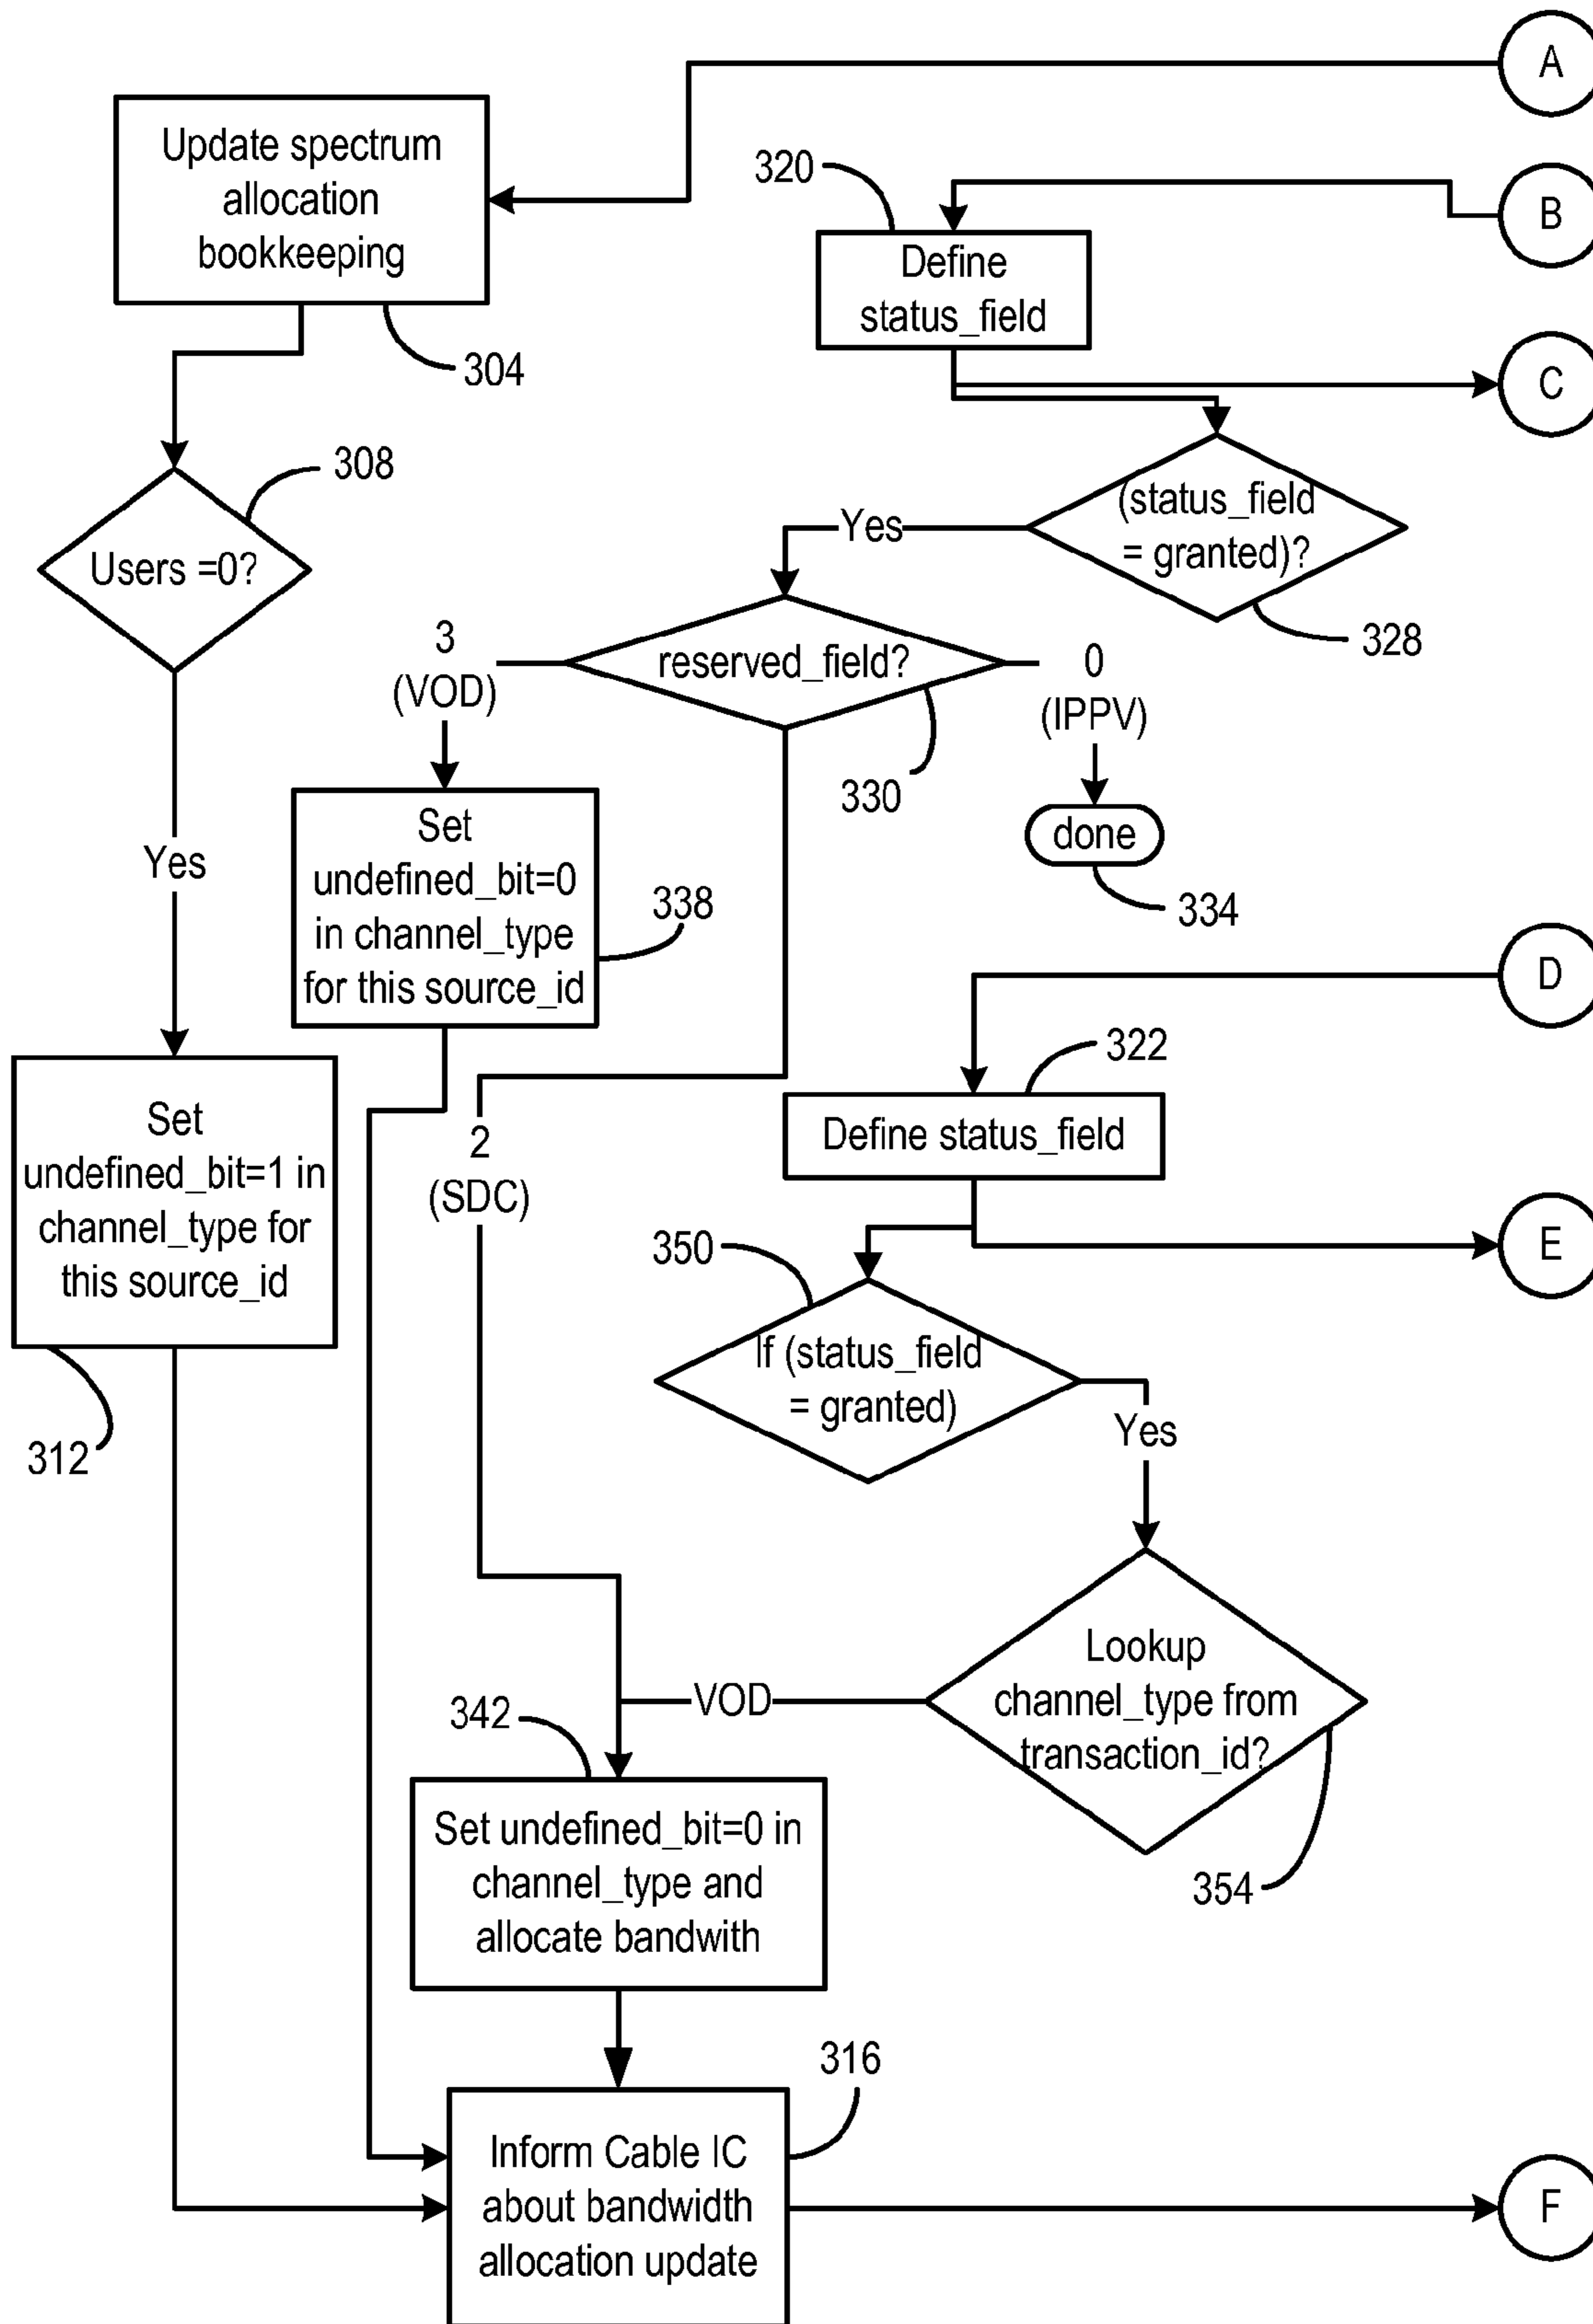 A
Update spectrum
allocation
bookkeeping
304
320
B
Define
status_field
C
308
Users =0?
(status_field
= granted)?
328
Yes
reserved_field?
330
3
(VOD)
0
(IPPV)
done
334
Yes
Set
undefined_bit=0
in channel_type
for this source_id
338
D
322
Define status_field
E
Set
undefined_bit=1 in
channel_type for
this source_id
312
2
(SDC)
350
If (status_field
= granted)
Yes
Lookup
channel_type from
transaction_id?
354
VOD
342
Set undefined_bit=0 in
channel_type and
allocate bandwith
316
Inform Cable IC
about bandwidth
allocation update
F